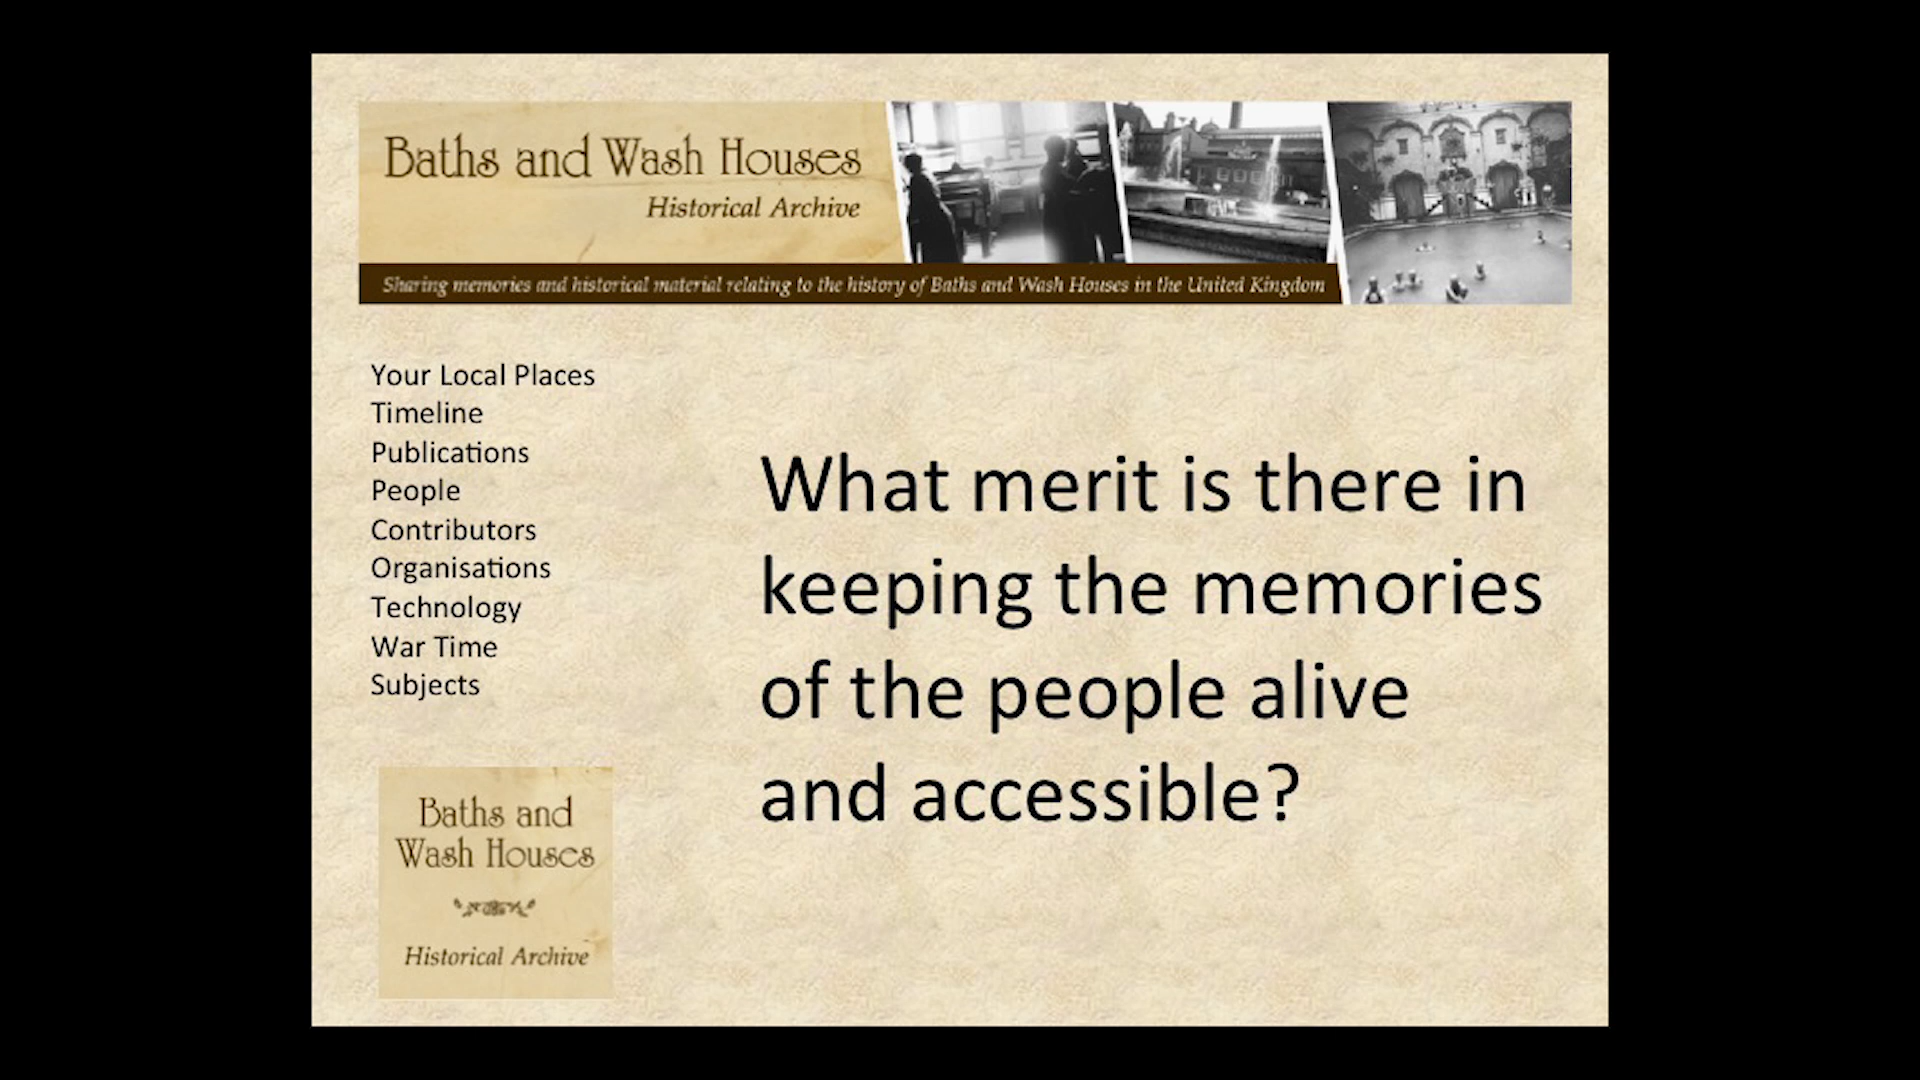 Baths and Wash Houses
Historical Archive
Sharing memories and historical material relating to the history of Baths and Wash Houses in the United Kingdom
Your Local Places
Timeline
Publications
People
Contributors
Organisations
Technology
War Time
Subjects
What merit is there in
keeping the memories
of the people alive
and accessible?
Baths and
Wash Houses
Historical Archive